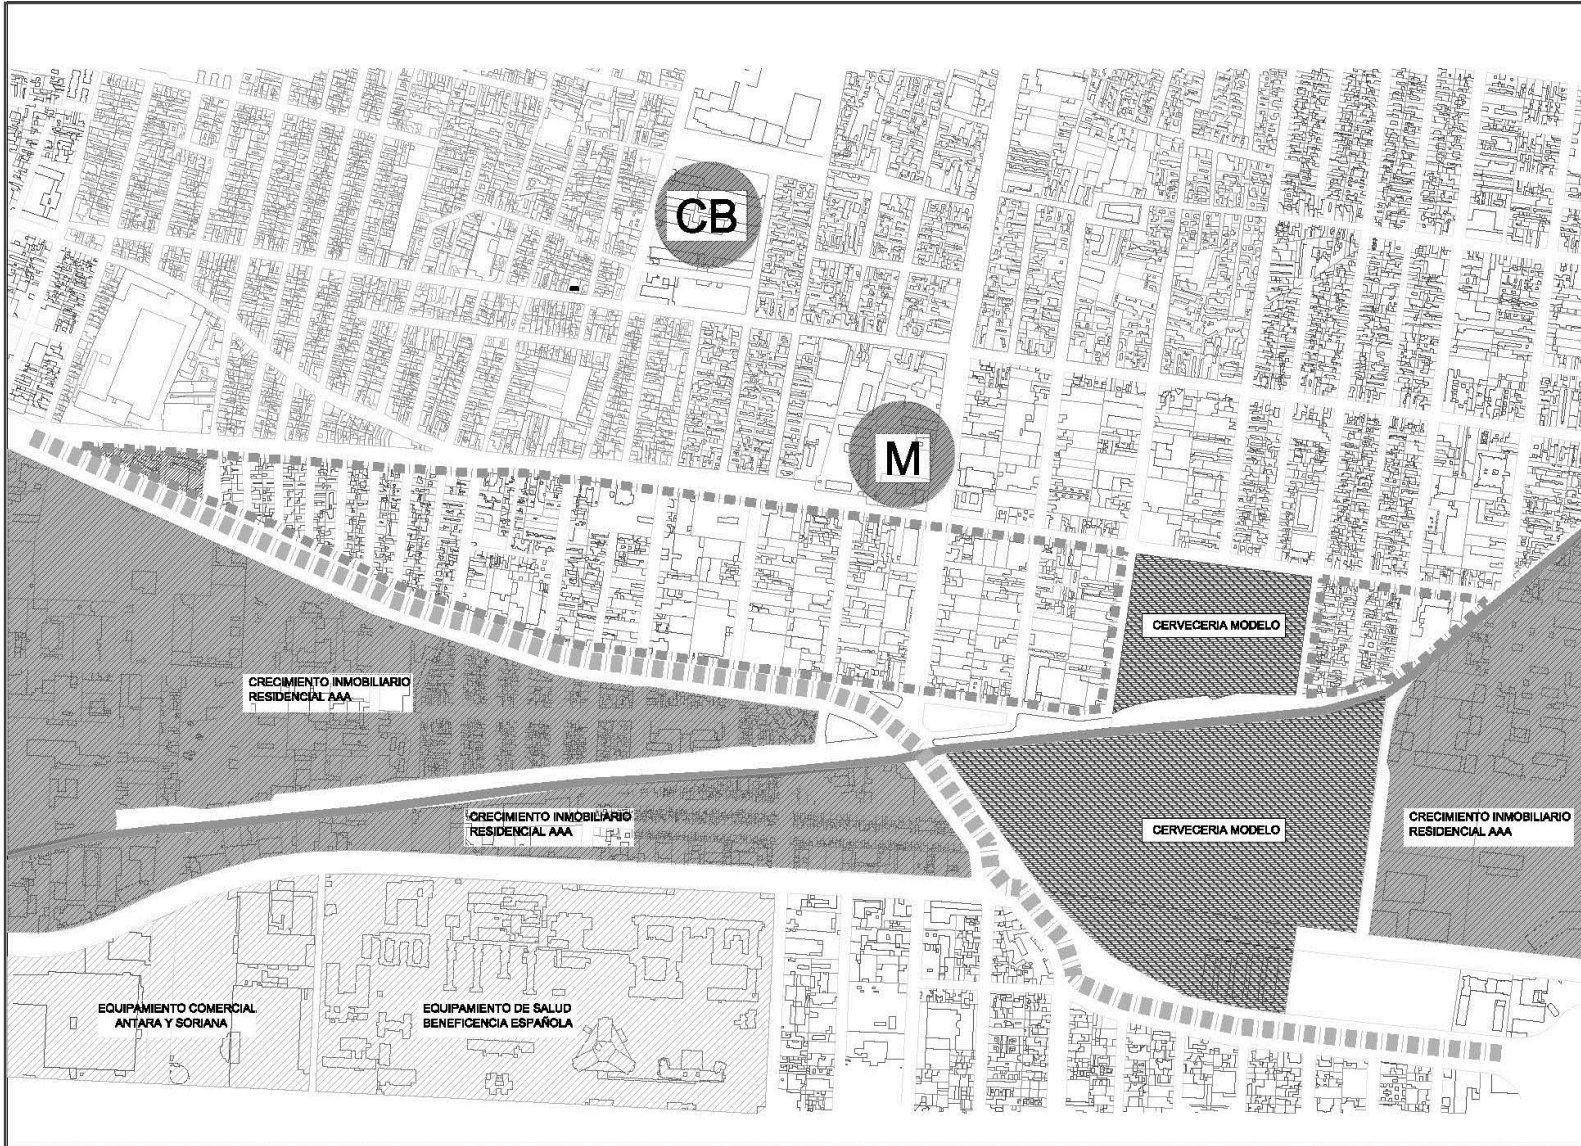 CB
M
CERVECERIA MODELO
CRECIMIENTO INMOBILIARIO
RESIDENCIAL AAA
CRECIMIENTO INMOBILIARIO
RESIDENCIAL AAA
CERVECERIA MODELO
CRECIMIENTO INMOBILIARIO
RESIDENCIAL AAA
EQUIPAMIENTO COMERCIAL
ANTARA Y SORIANA
EQUIPAMIENTO DE SALUD
BENEFICENCIA ESPAÑOLA